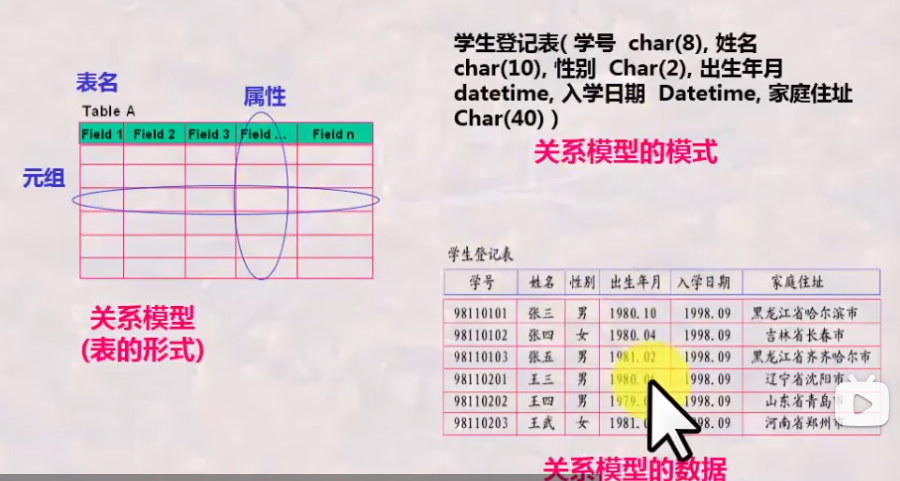 表名
Table A
属性
Field 1 Field 2 Field 3 Field ... Field n
元组
关系模型
(表的形式)
学生登记表( 学号 char(8), 姓名
char(10), 性别 Char(2), 出生年月
datetime, 入学日期 Datetime, 家庭住址
Char(40) )
关系模型的模式
学生登记表
学号 姓名 性别 出生年月 入学日期 家庭住址
98110101 张三 男 1980.10 1998.09 黑龙江省哈尔滨市
98110102 张四 女 1980.04 1998.09 吉林省长春市
98110103 张五 男 1981.02 1998.09 黑龙江省齐齐哈尔市
98110201 王三 男 1980. 1998.09 辽宁省沈阳市
98110202 王四 男 1979. 1998.09 山东省青岛市
98110203 王武 女 1981. 98.09 河南省郑州市
关系模型的数据